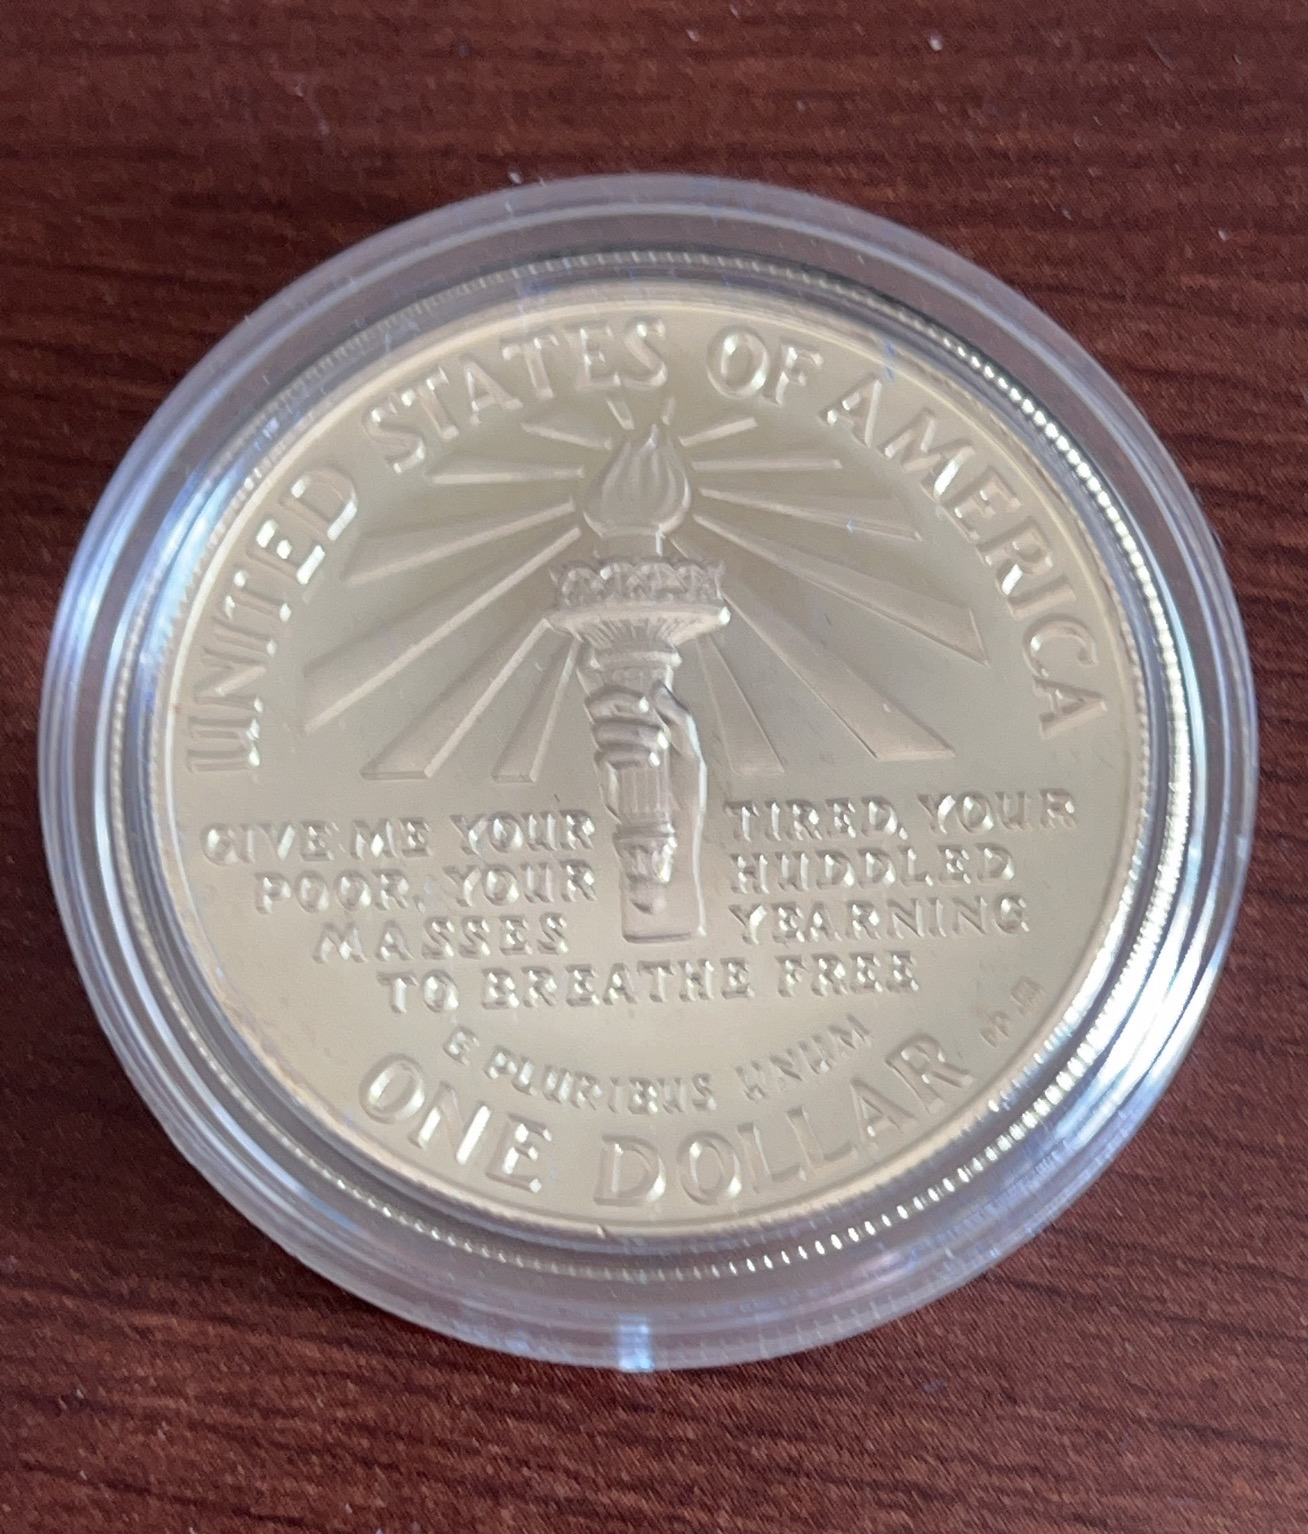 UNITED STATES OF AMERICA
GIVE ME YOUR TIRED, YOUR
POOR, YOUR HUDDLED
MASSES YEARNING
TO BREATHE FREE
E PLURIBUS UNUM
ONE DOLLAR